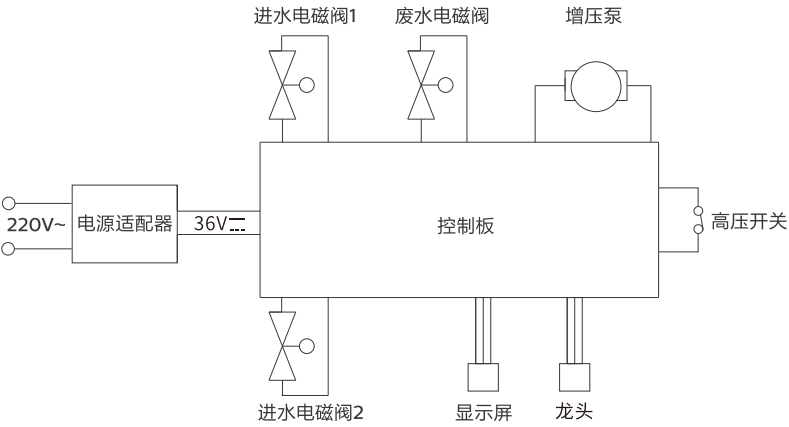 进水电磁阀1
废水电磁阀
增压泵
220V~
电源适配器
36V⎓
控制板
高压开关
进水电磁阀2
显示屏
龙头